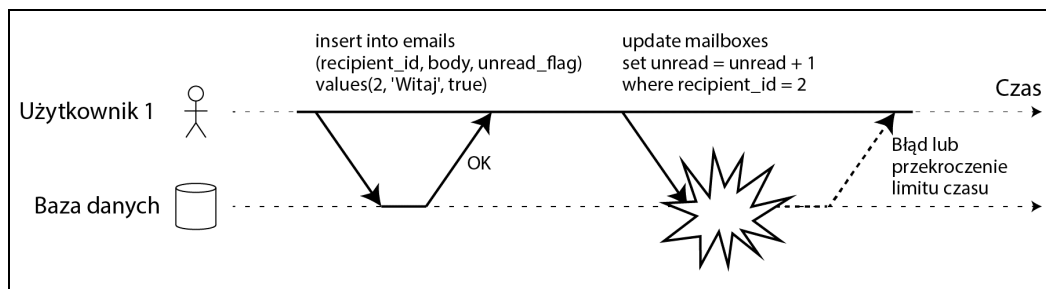 insert into emails
(recipient_id, body, unread_flag)
values(2, 'Witaj', true)
update mailboxes
set unread = unread + 1
where recipient_id = 2
Czas
Użytkownik 1
OK
Błąd lub
przekroczenie
limitu czasu
Baza danych